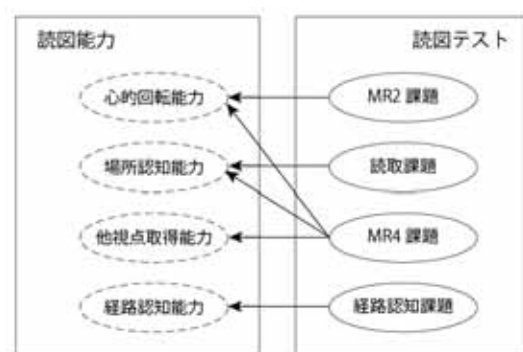 読図能力
読図テスト
心的回転能力
MR2 課題
場所認知能力
読取課題
他視点取得能力
MR4 課題
経路認知能力
経路認知課題